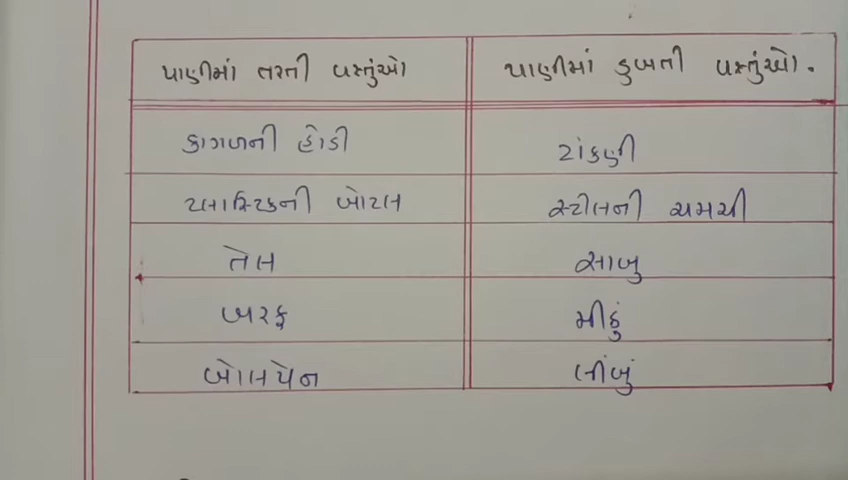 પાણીમાં તરતી વસ્તુંઓ પાણીમાં ડુબતી વસ્તુંઓ.
કાગળની હોડી ટાંકણી
પ્લાસ્ટિકની બોટલ સ્ટીલની ચમચી
તેલ સાબુ
બરફ મીઠું
બોલપેન લીંબું